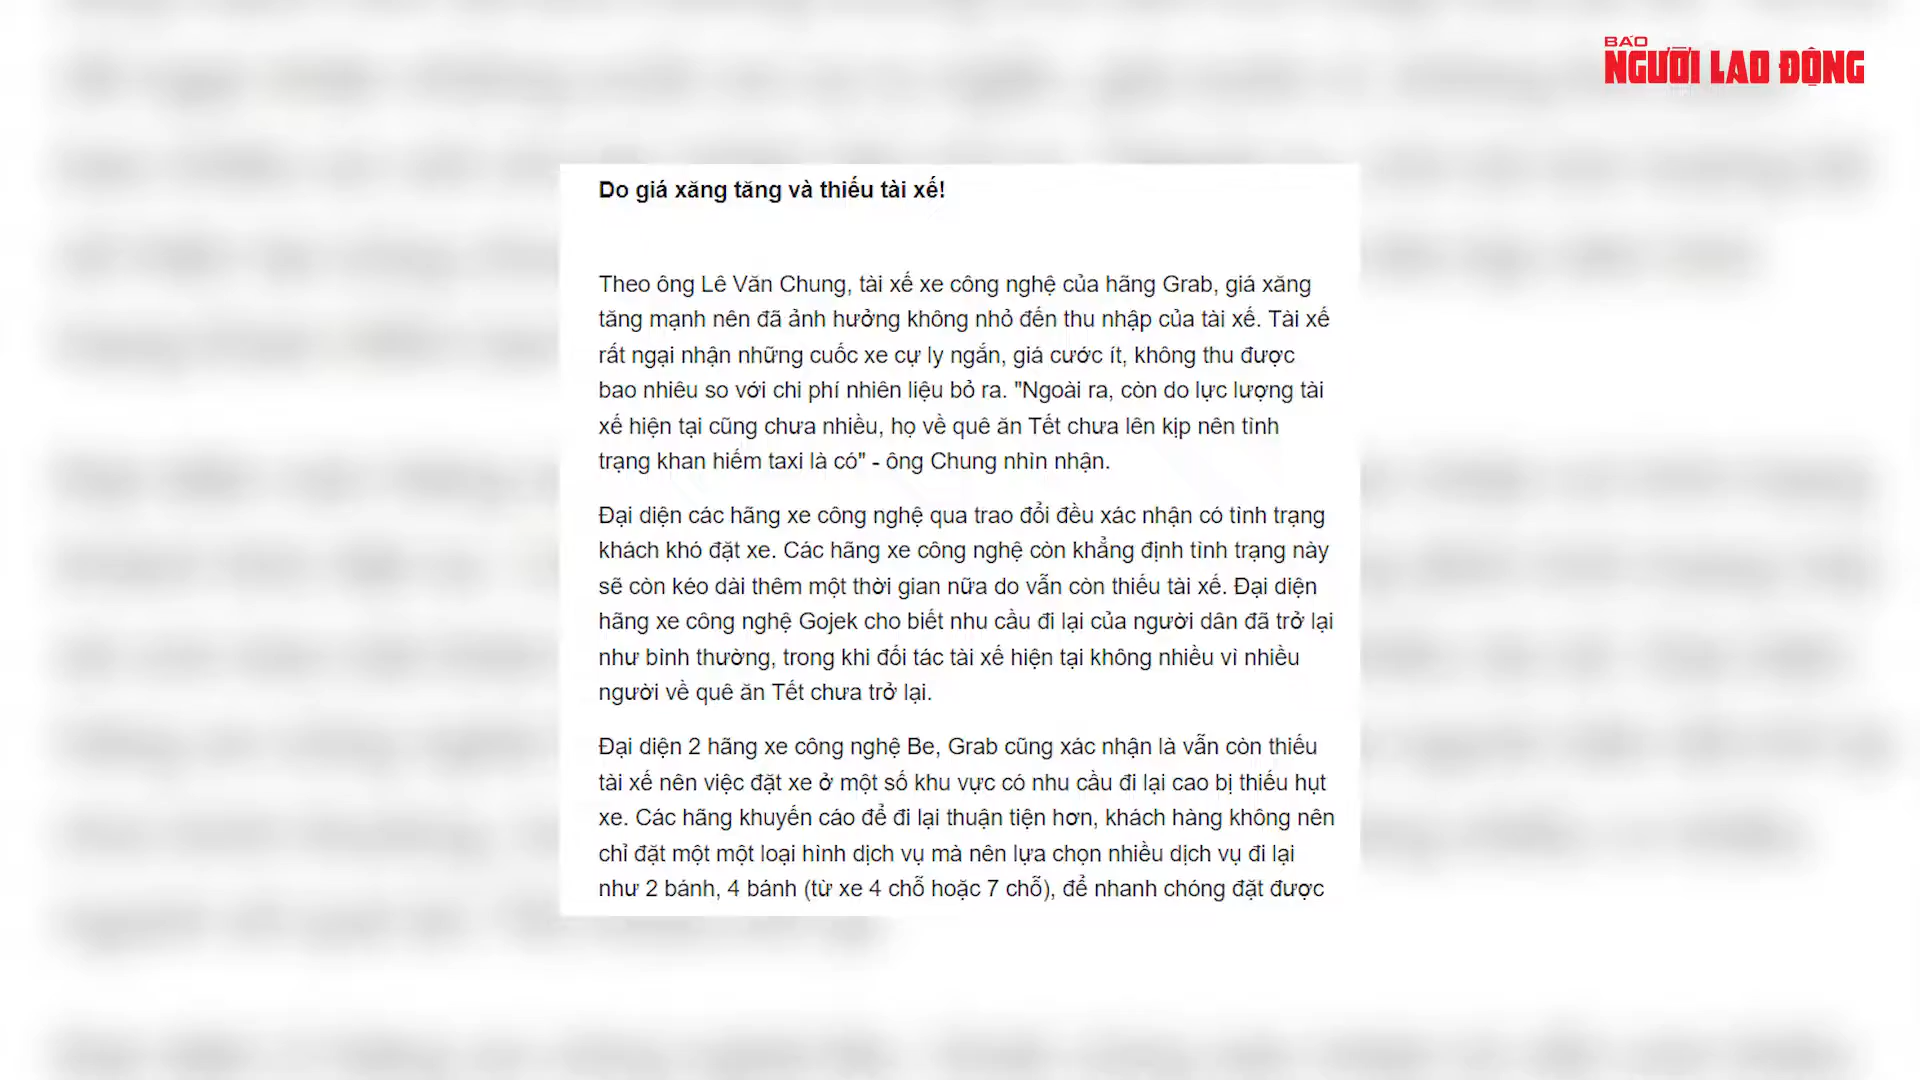 BÁO
NGƯỜI LAO ĐỘNG
Do giá xăng tăng và thiếu tài xế!
Theo ông Lê Văn Chung, tài xế xe công nghệ của hãng Grab, giá xăng
tăng mạnh nên đã ảnh hưởng không nhỏ đến thu nhập của tài xế. Tài xế
rất ngại nhận những cuốc xe cự ly ngắn, giá cước ít, không thu được
bao nhiêu so với chi phí nhiên liệu bỏ ra. "Ngoài ra, còn do lực lượng tài
xế hiện tại cũng chưa nhiều, họ về quê ăn Tết chưa lên kịp nên tình
trạng khan hiếm taxi là có" - ông Chung nhìn nhận.
Đại diện các hãng xe công nghệ qua trao đổi đều xác nhận có tình trạng
khách khó đặt xe. Các hãng xe công nghệ còn khẳng định tình trạng này
sẽ còn kéo dài thêm một thời gian nữa do vẫn còn thiếu tài xế. Đại diện
hãng xe công nghệ Gojek cho biết nhu cầu đi lại của người dân đã trở lại
như bình thường, trong khi đối tác tài xế hiện tại không nhiều vì nhiều
người về quê ăn Tết chưa trở lại.
Đại diện 2 hãng xe công nghệ Be, Grab cũng xác nhận là vẫn còn thiếu
tài xế nên việc đặt xe ở một số khu vực có nhu cầu đi lại cao bị thiếu hụt
xe. Các hãng khuyến cáo để đi lại thuận tiện hơn, khách hàng không nên
chỉ đặt một một loại hình dịch vụ mà nên lựa chọn nhiều dịch vụ đi lại
như 2 bánh, 4 bánh (từ xe 4 chỗ hoặc 7 chỗ), để nhanh chóng đặt được